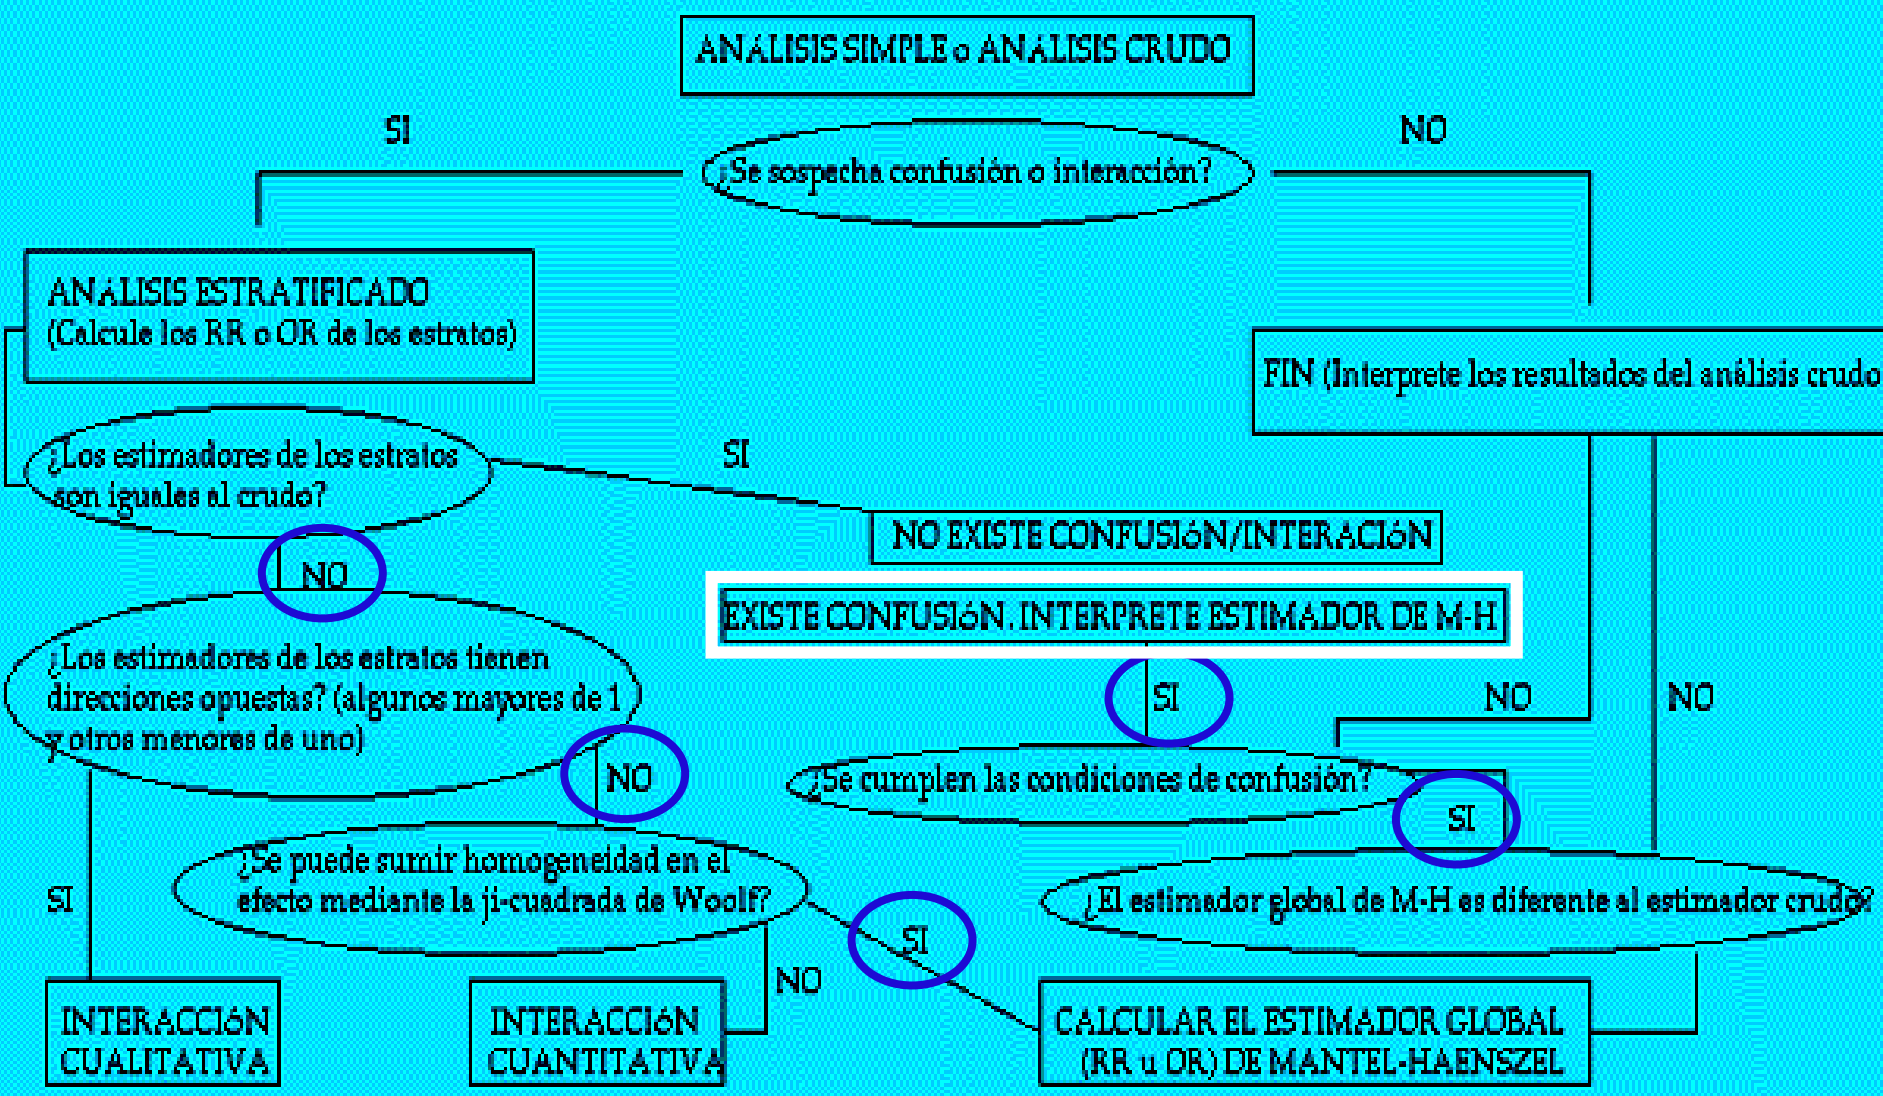 ANÁLISIS SIMPLE o ANÁLISIS CRUDO
SI
NO
¿Se sospecha confusión o interacción?
ANÁLISIS ESTRATIFICADO
(Calcule los RR o OR de los estratos)
FIN (Interprete los resultados del análisis crudo
¿Los estimadores de los estratos
son iguales al crudo?
SI
NO EXISTE CONFUSIÓN/INTERACIÓN
NO
EXISTE CONFUSIÓN. INTERPRETE ESTIMADOR DE M-H
¿Los estimadores de los estratos tienen
direcciones opuestas? (algunos mayores de 1
y otros menores de uno)
SI
NO
NO
NO
¿Se cumplen las condiciones de confusión?
SI
¿Se puede sumir homogeneidad en el
efecto mediante la ji-cuadrada de Woolf?
SI
¿El estimador global de M-H es diferente al estimador crudo?
SI
NO
INTERACCIÓN
CUALITATIVA
INTERACCIÓN
CUANTITATIVA
CALCULAR EL ESTIMADOR GLOBAL
(RR u OR) DE MANTEL-HAENSZEL